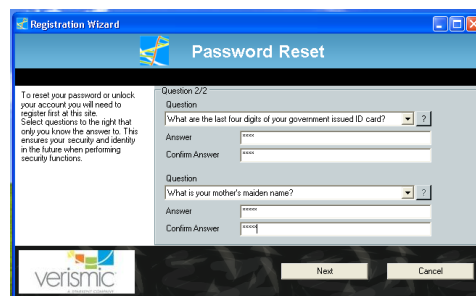 Registration Wizard
Password Reset
To reset your password or unlock
your account you will need to
register first at this site.
Select questions to the right that
only you know the answer to. This
ensures your security and identity
in the future when performing
security functions.
Question 2/2
Question
What are the last four digits of your government issued ID card?
?
Answer
xxxx
Confirm Answer
xxxx
Question
What is your mother's maiden name?
?
Answer
xxxxx
Confirm Answer
xxxxx
verismic
Next
Cancel